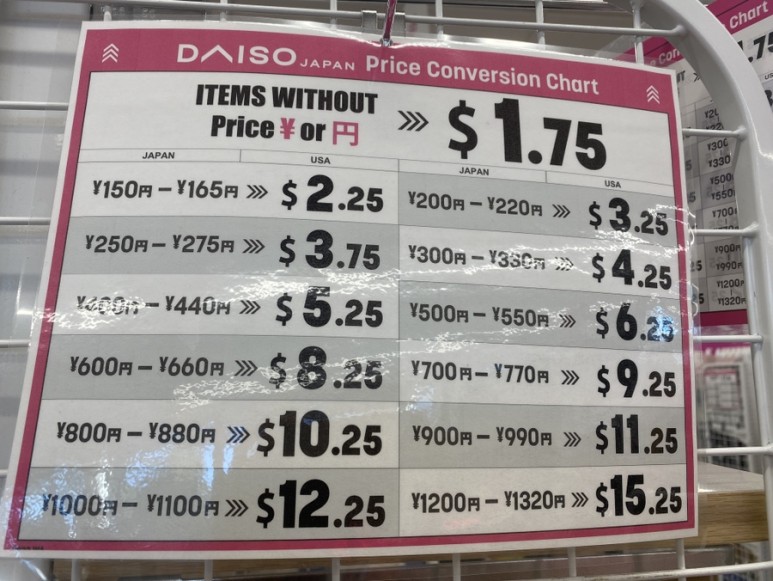 DAISO JAPAN Price Conversion Chart
ITEMS WITHOUT
Price ¥ or 円
$1.75
JAPAN USA JAPAN USA
¥150円 – ¥165円 $2.25 ¥200円 – ¥220円 $3.25
¥250円 – ¥275円 $3.75 ¥300円 – ¥330円 $4.25
¥400円 – ¥440円 $5.25 ¥500円 – ¥550円 $6.25
¥600円 – ¥660円 $8.25 ¥700円 – ¥770円 $9.25
¥800円 – ¥880円 $10.25 ¥900円 – ¥990円 $11.25
¥1000円 – ¥1100円 $12.25 ¥1200円 – ¥1320円 $15.25
Chart